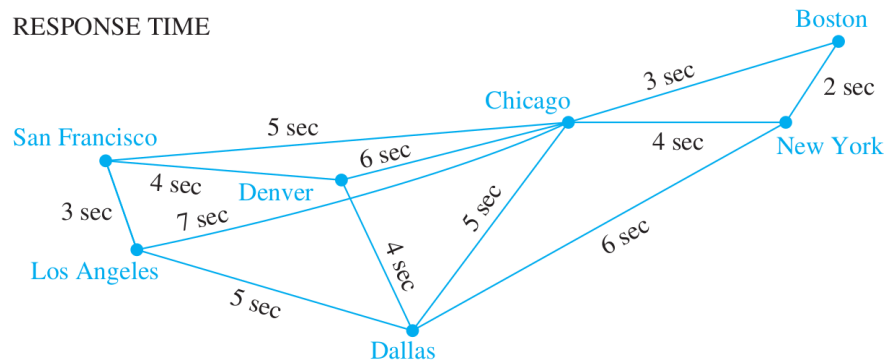 RESPONSE TIME
Boston
3 sec
2 sec
Chicago
San Francisco
5 sec
4 sec
New York
6 sec
4 sec
Denver
3 sec
7 sec
5 sec
6 sec
Los Angeles
4 sec
5 sec
Dallas